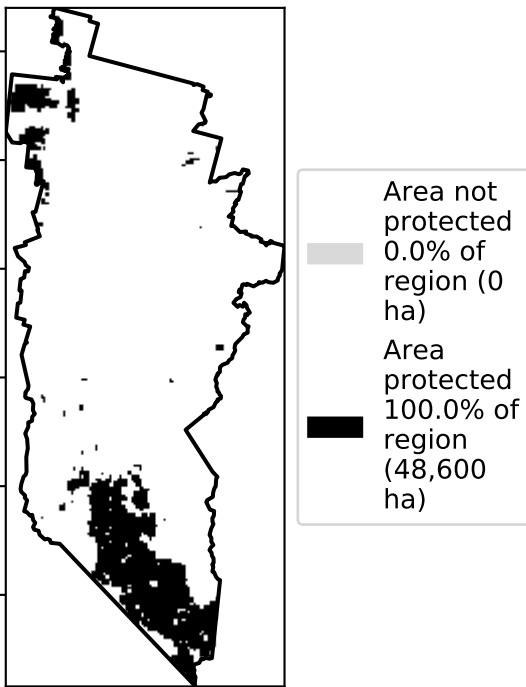 Area not
protected
0.0% of
region (0
ha)
Area
protected
100.0% of
region
(48,600
ha)